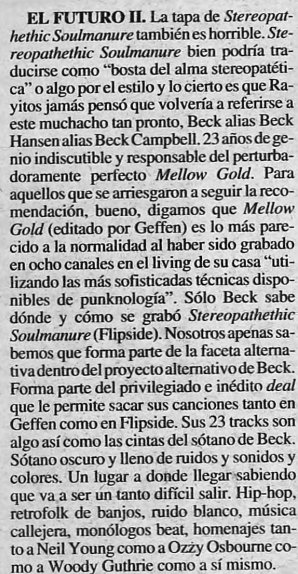 EL FUTURO II. La tapa de Stereopat-
hethic Soulmanure también es horrible. Ste-
reopathethic Soulmanure bien podría tra-
ducirse como “bosta del alma stereopatéti-
ca” o algo por el estilo y lo cierto es que Ra-
yitos jamás pensó que volvería a referirse a
este muchacho tan pronto, Beck alias Beck
Hansen alias Beck Campbell. 23 años de ge-
nio indiscutible y responsable del perturba-
doramente perfecto Mellow Gold. Para
aquellos que se arriesgaron a seguir la reco-
mendación, bueno, digamos que Mellow
Gold (editado por Geffen) es lo más pare-
cido a la normalidad al haber sido grabado
en ocho canales en el living de su casa “uti-
lizando las más sofisticadas técnicas dispo-
nibles de punknología”. Sólo Beck sabe
dónde y cómo se grabó Stereopathethic
Soulmanure (Flipside). Nosotros apenas sa-
bemos que forma parte de la faceta alterna-
tiva dentro del proyecto alternativo de Beck.
Forma parte del privilegiado e inédito deal
que le permite sacar sus canciones tanto en
Geffen como en Flipside. Sus 23 tracks son
algo así como las cintas del sótano de Beck.
Sótano oscuro y lleno de ruidos y sonidos y
colores. Un lugar a donde llegar sabiendo
que va a ser un tanto difícil salir. Hip-hop,
retrofolk de banjos, ruido blanco, música
callejera, monólogos beat, homenajes tan-
to a Neil Young como a Ozzy Osbourne co-
mo a Woody Guthrie como a sí mismo.